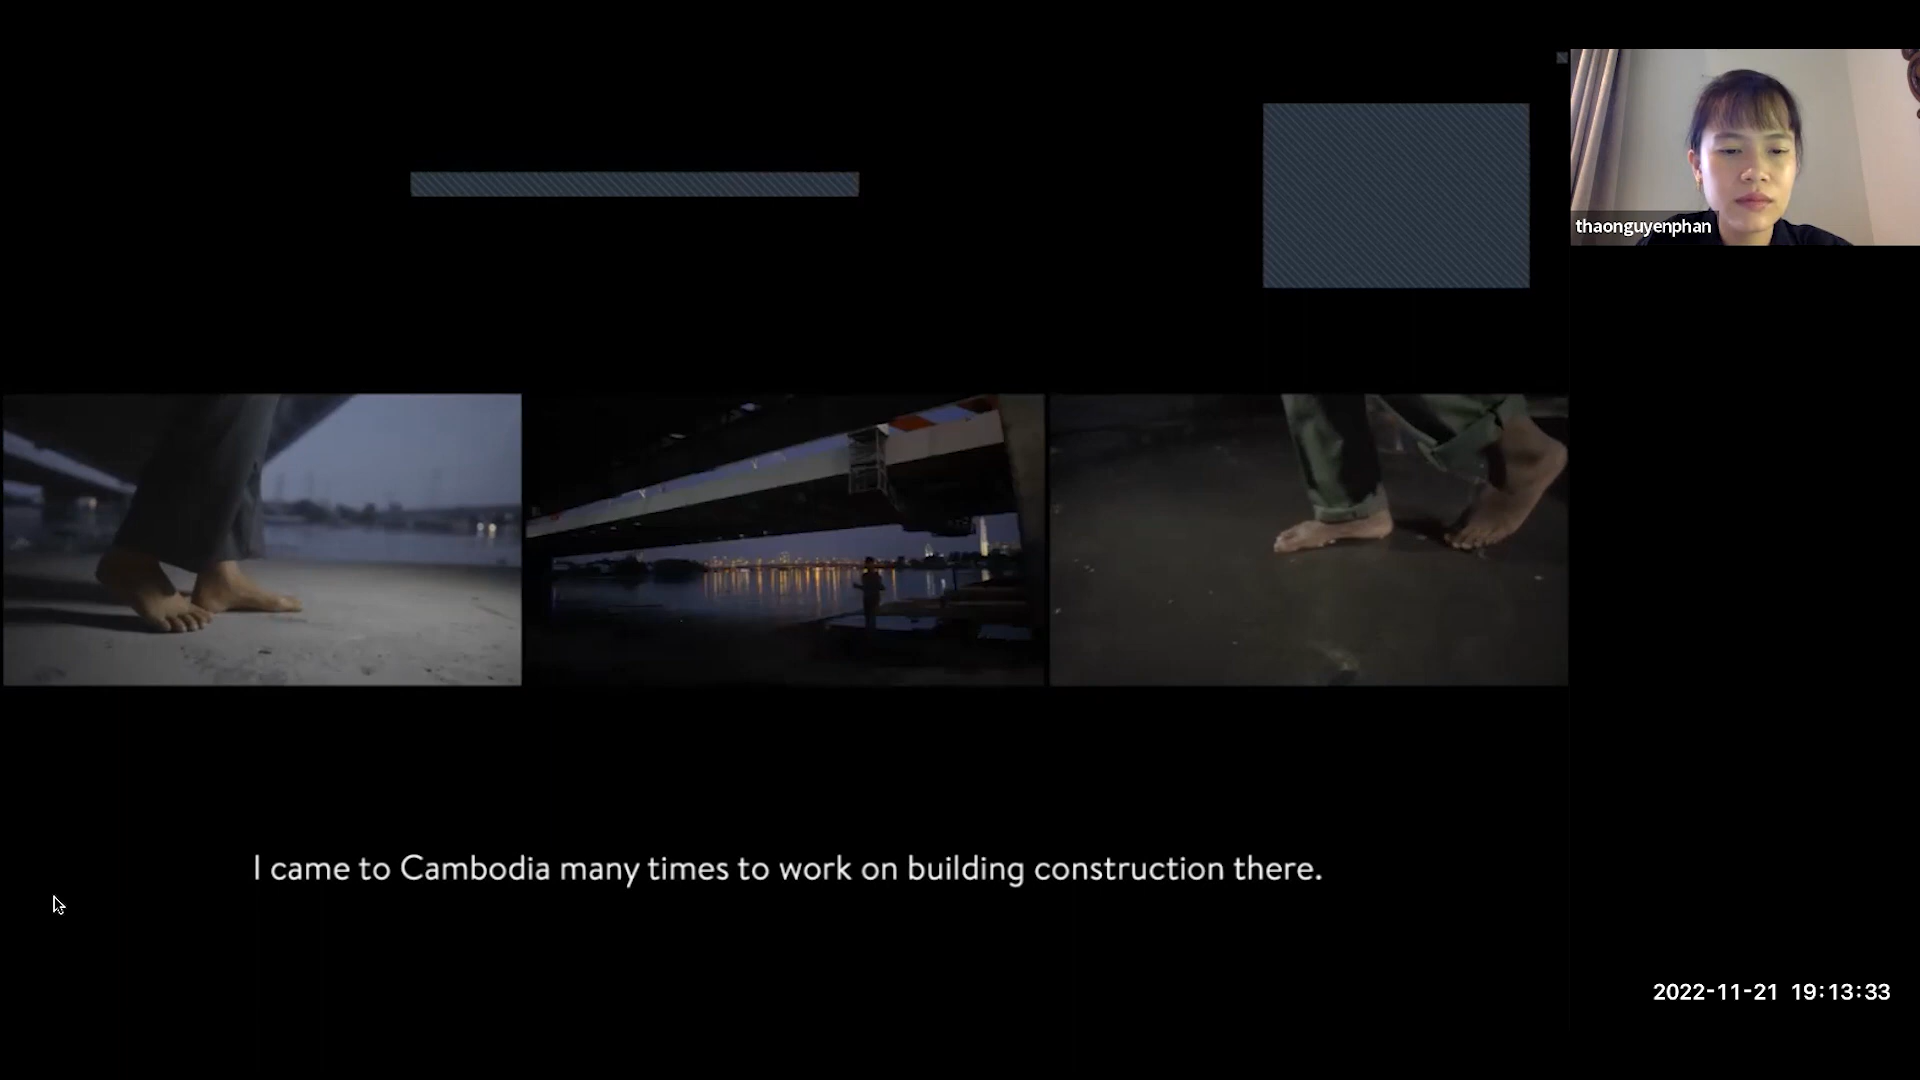 thaonguyenphan
I came to Cambodia many times to work on building construction there.
2022-11-21 19:13:33